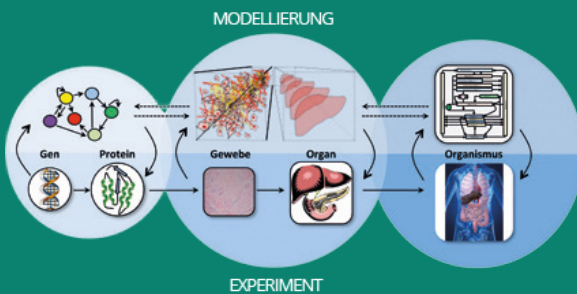 MODELLIERUNG
Gen
Protein
Gewebe
Organ
Organismus
EXPERIMENT